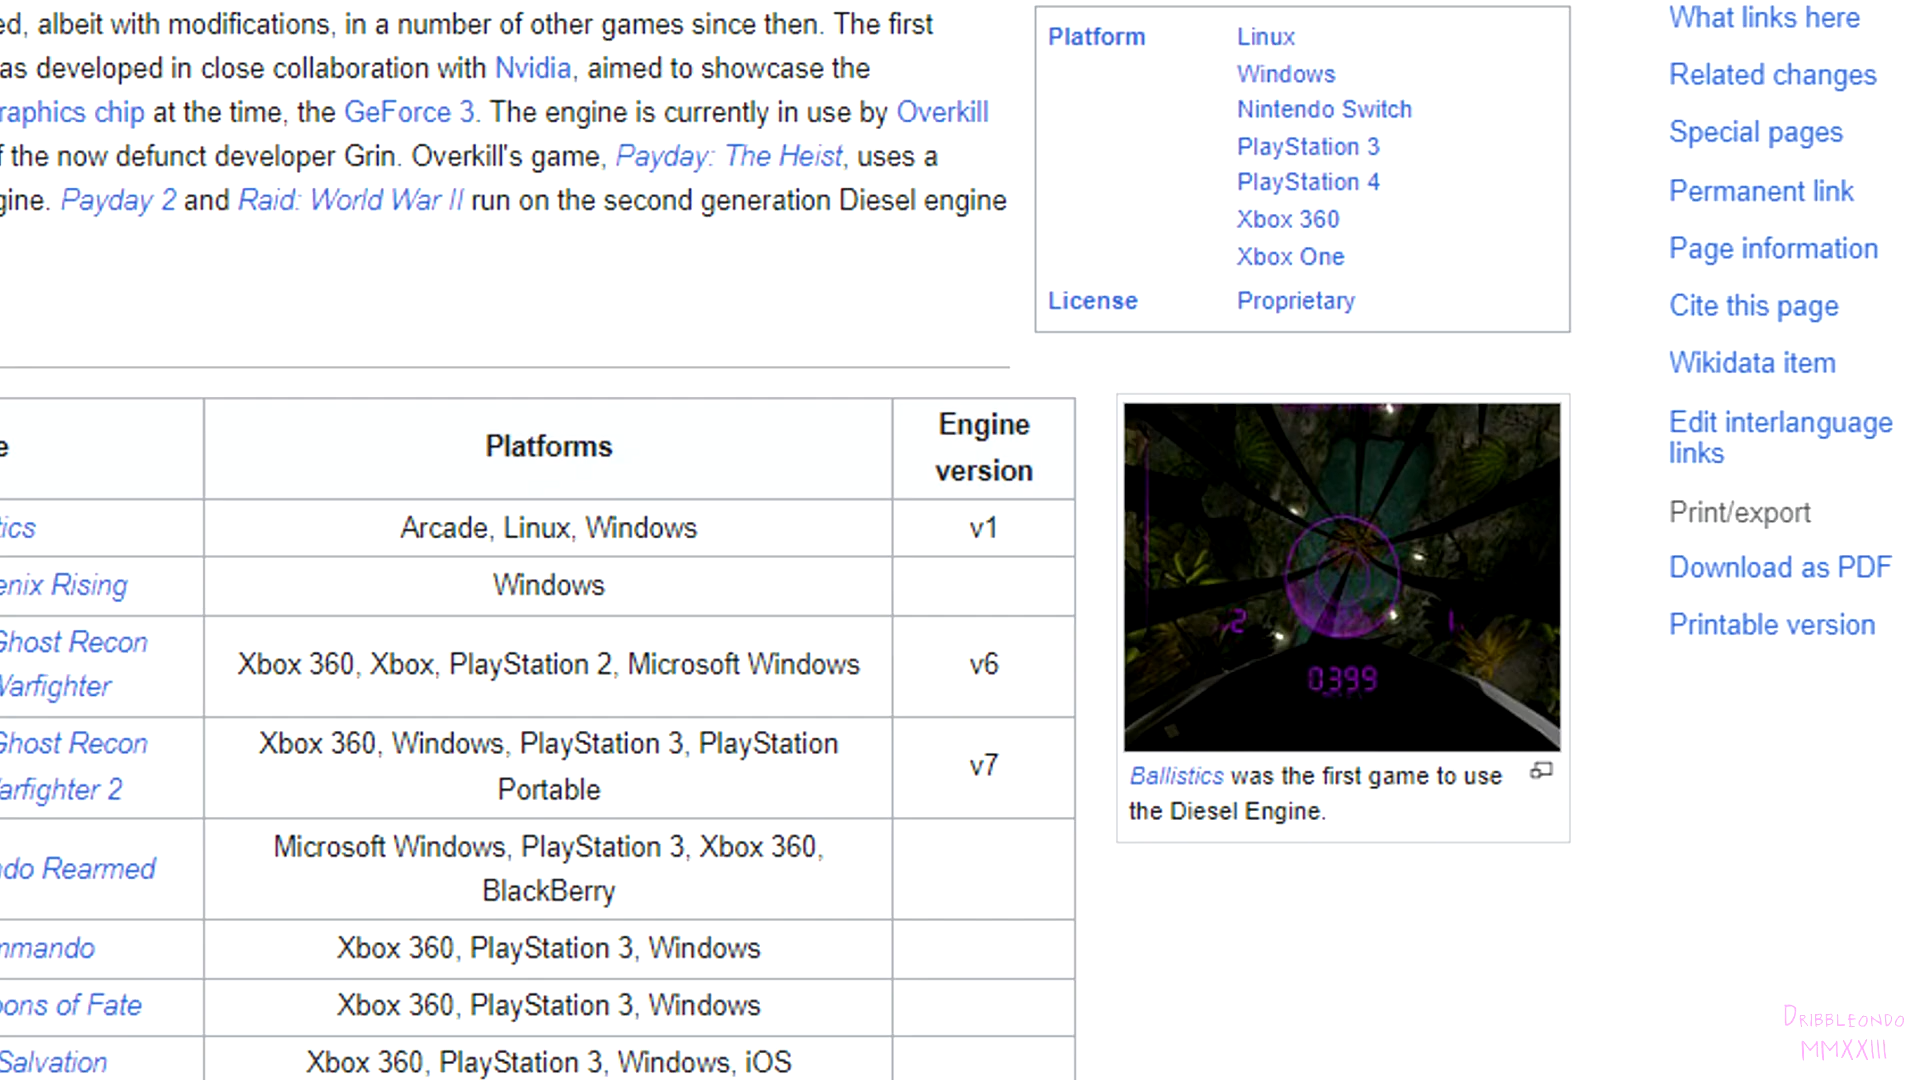 ed, albeit with modifications, in a number of other games since then. The first
as developed in close collaboration with Nvidia, aimed to showcase the
raphics chip at the time, the GeForce 3. The engine is currently in use by Overkill
f the now defunct developer Grin. Overkill's game, Payday: The Heist, uses a
gine. Payday 2 and Raid: World War II run on the second generation Diesel engine
Platform Linux
Windows
Nintendo Switch
PlayStation 3
PlayStation 4
Xbox 360
Xbox One
License Proprietary
e Platforms Engine
version
tics Arcade, Linux, Windows v1
enix Rising Windows
Ghost Recon
Warfighter Xbox 360, Xbox, PlayStation 2, Microsoft Windows v6
Ghost Recon Xbox 360, Windows, PlayStation 3, PlayStation
arfighter 2 Portable v7
ndo Rearmed Microsoft Windows, PlayStation 3, Xbox 360,
BlackBerry
mmando Xbox 360, PlayStation 3, Windows
pons of Fate Xbox 360, PlayStation 3, Windows
Salvation Xbox 360, PlayStation 3, Windows, iOS
2 1
0.399
Ballistics was the first game to use
the Diesel Engine.
What links here
Related changes
Special pages
Permanent link
Page information
Cite this page
Wikidata item
Edit interlanguage
links
Print/export
Download as PDF
Printable version
DRIBBLEONDO
MMXXIII